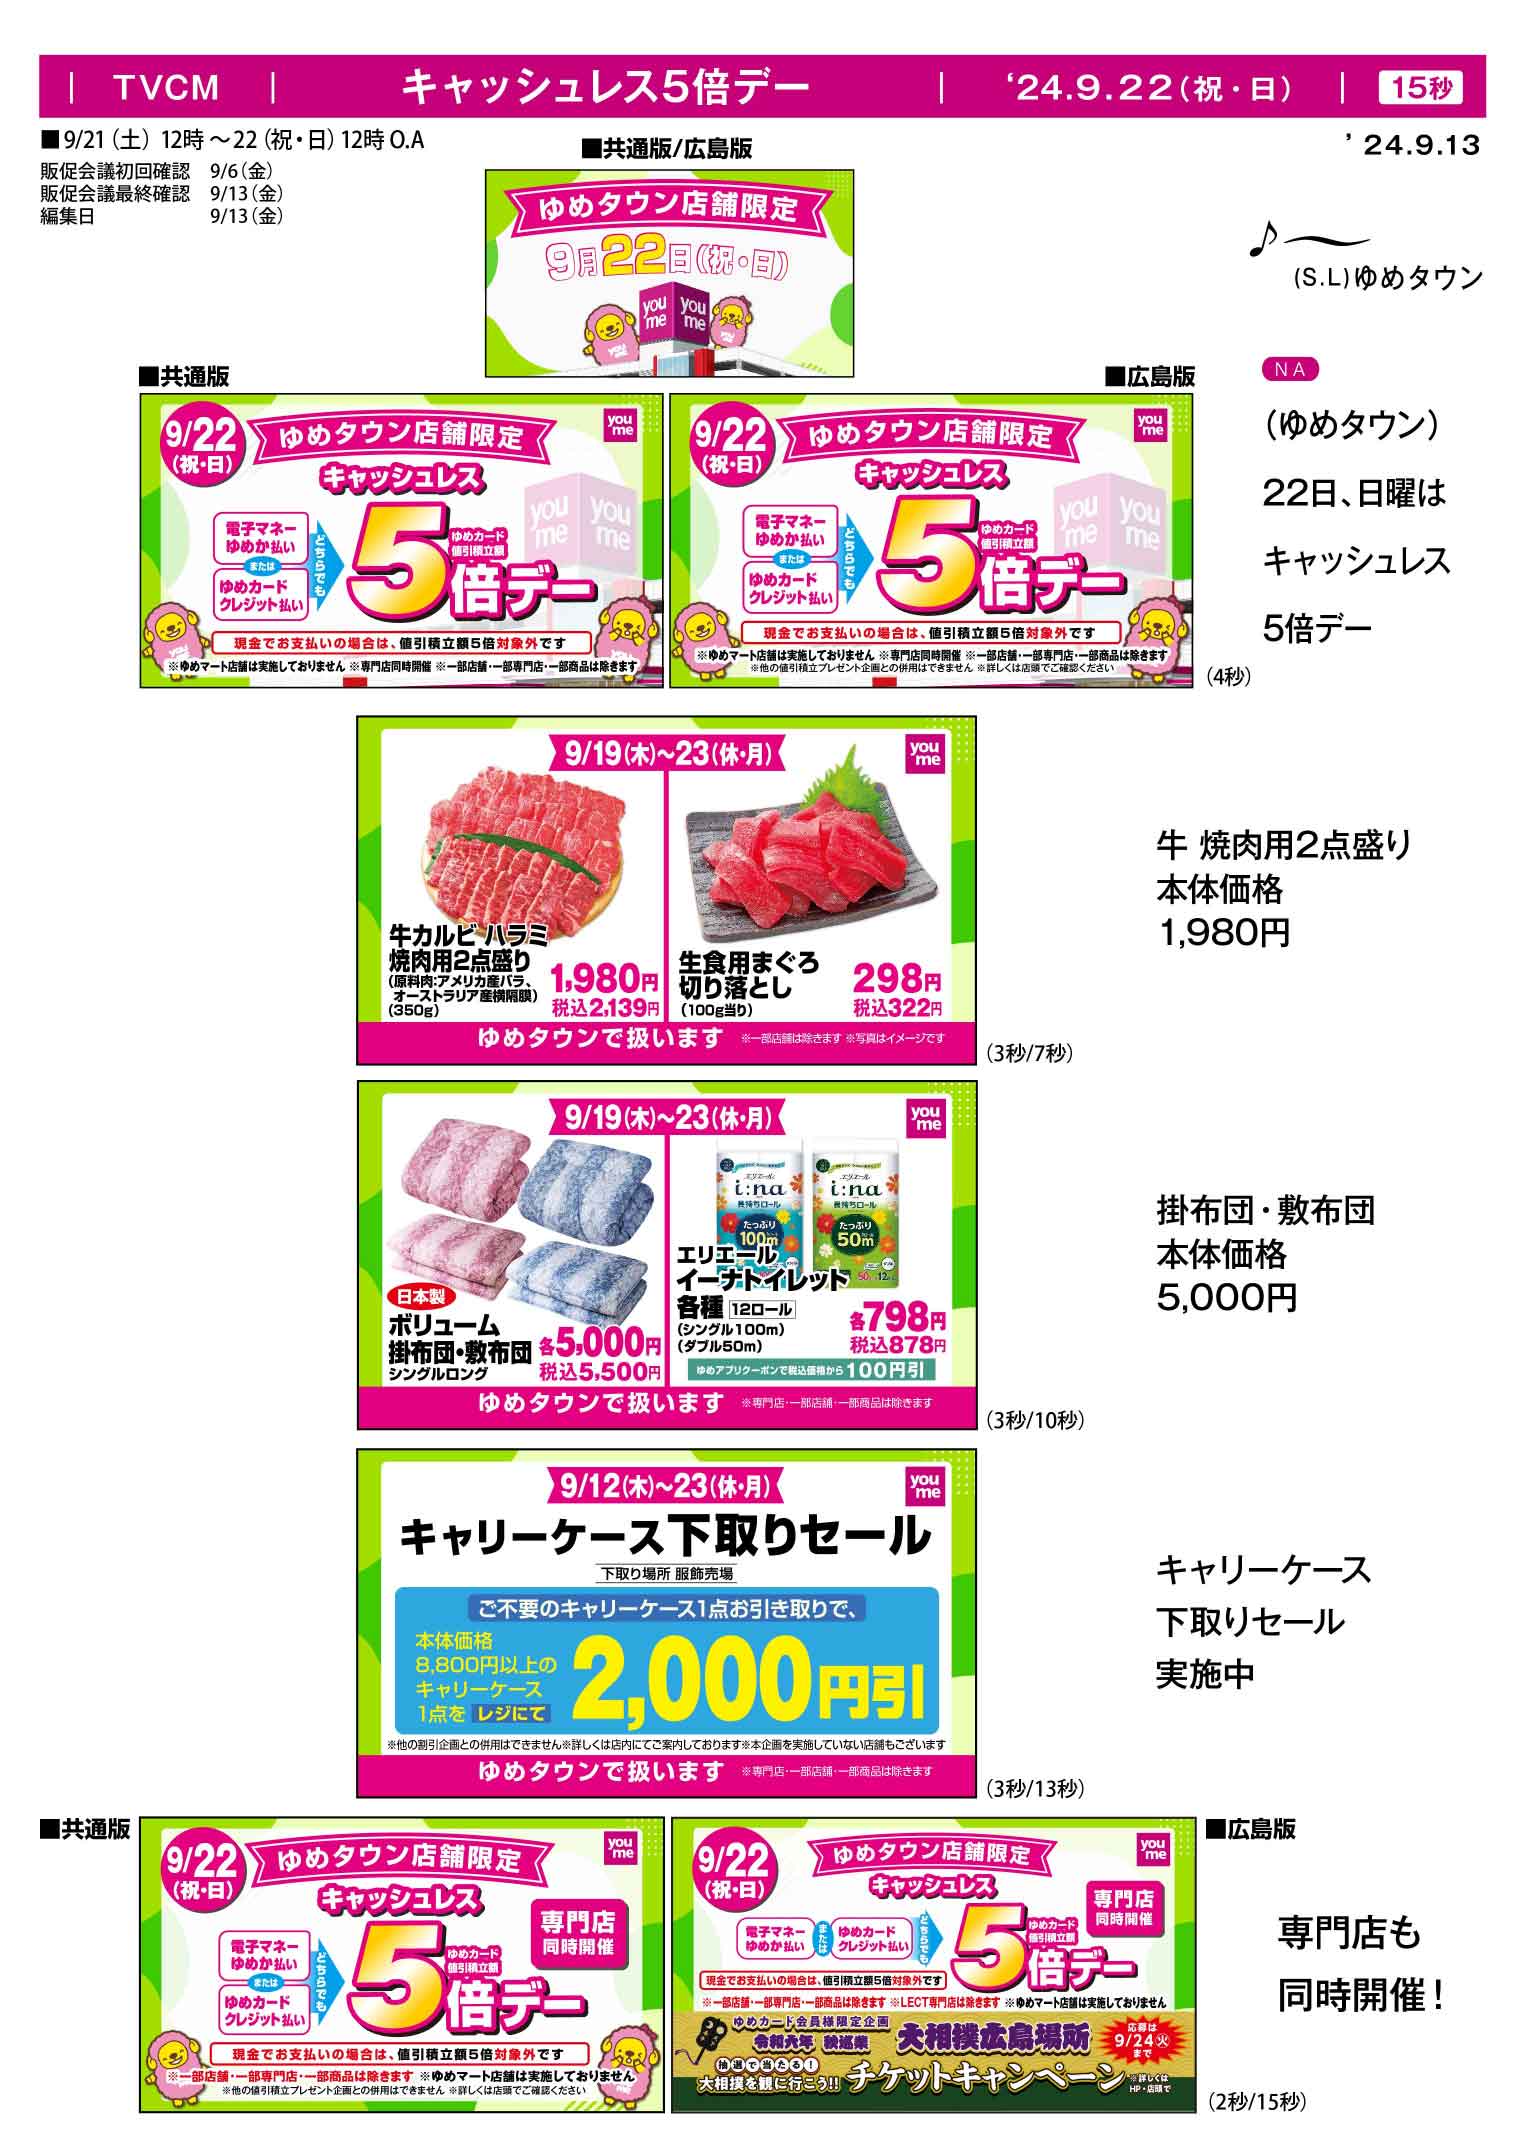 TVCM
キャッシュレス5倍デー
‘24.9.22(祝・日)
15秒
■9/21（土）12時～22（祝・日）12時 O.A
販促会議初回確認 9/6（金）
販促会議最終確認 9/13（金）
編集日 9/13（金）
’24.9.13
■共通版/広島版
ゆめタウン店舗限定
9月22日(祝・日)
you me
you me
(S.L)ゆめタウン
■共通版
9/22
(祝・日)
ゆめタウン店舗限定
you me
キャッシュレス
電子マネー
ゆめか払い
または
ゆめカード
クレジット払い
どちらでも
ゆめカード
値引積立額
5倍デー
you me
you me
現金でお支払いの場合は、値引積立額5倍対象外です
※ゆめマート店舗は実施しておりません ※専門店同時開催 ※一部店舗・一部専門店・一部商品は除きます
■広島版
9/22
(祝・日)
ゆめタウン店舗限定
you me
キャッシュレス
電子マネー
ゆめか払い
または
ゆめカード
クレジット払い
どちらでも
ゆめカード
値引積立額
5倍デー
you me
you me
現金でお支払いの場合は、値引積立額5倍対象外です
※ゆめマート店舗は実施しておりません ※専門店同時開催 ※一部店舗・一部専門店・一部商品は除きます
※他の値引積立プレゼント企画との併用はできません ※詳しくは店頭でご確認ください
NA
（ゆめタウン）
22日、日曜は
キャッシュレス
5倍デー
(4秒)
9/19(木)～23(休・月)
you me
牛カルビ ハラミ
焼肉用2点盛り
(原料肉:アメリカ産バラ、
オーストラリア産横隔膜)
(350g)
1,980円
税込2,139円
生食用まぐろ
切り落とし
(100g当り)
298円
税込322円
ゆめタウンで扱います ※一部店舗は除きます ※写真はイメージです
(3秒/7秒)
牛 焼肉用2点盛り
本体価格
1,980円
9/19(木)～23(休・月)
you me
日本製
ボリューム
掛布団・敷布団
シングルロング
各5,000円
税込5,500円
エリエール
i:na
長持ちロール
たっぷり
100m
エリエール
i:na
長持ちロール
たっぷり
50m
エリエール
イーナトイレット
各種 12ロール
(シングル100m)
(ダブル50m)
各798円
税込878円
ゆめアプリクーポンで税込価格から100円引
ゆめタウンで扱います ※専門店・一部店舗・一部商品は除きます
(3秒/10秒)
掛布団・敷布団
本体価格
5,000円
9/12(木)～23(休・月)
you me
キャリーケース下取りセール
下取り場所 服飾売場
ご不要のキャリーケース1点お引き取りで、
本体価格
8,800円以上の
キャリーケース
1点を レジにて
2,000円引
※他の割引企画との併用はできません※詳しくは店内にてご案内しております※本企画を実施していない店舗もございます
ゆめタウンで扱います ※専門店・一部店舗・一部商品は除きます
(3秒/13秒)
キャリーケース
下取りセール
実施中
■共通版
9/22
(祝・日)
ゆめタウン店舗限定
you me
キャッシュレス
専門店
同時開催
電子マネー
ゆめか払い
または
ゆめカード
クレジット払い
どちらでも
ゆめカード
値引積立額
5倍デー
現金でお支払いの場合は、値引積立額5倍対象外です
※一部店舗・一部専門店・一部商品は除きます ※ゆめマート店舗は実施しておりません
※他の値引積立プレゼント企画との併用はできません ※詳しくは店頭でご確認ください
■広島版
9/22
(祝・日)
ゆめタウン店舗限定
you me
キャッシュレス
専門店
同時開催
電子マネー
ゆめか払い
または
ゆめカード
クレジット払い
どちらでも
ゆめカード
値引積立額
5倍デー
現金でお支払いの場合は、値引積立額5倍対象外です
※一部店舗・一部専門店・一部商品は除きます ※LECT専門店は除きます ※ゆめマート店舗は実施しておりません
ゆめカード会員様限定企画
令和六年 秋巡業 大相撲広島場所
応募は
9/24(火)
まで
抽選で当たる！
大相撲を観に行こう!! チケットキャンペーン
※詳しくは
HP・店頭で
専門店も
同時開催！
(2秒/15秒)